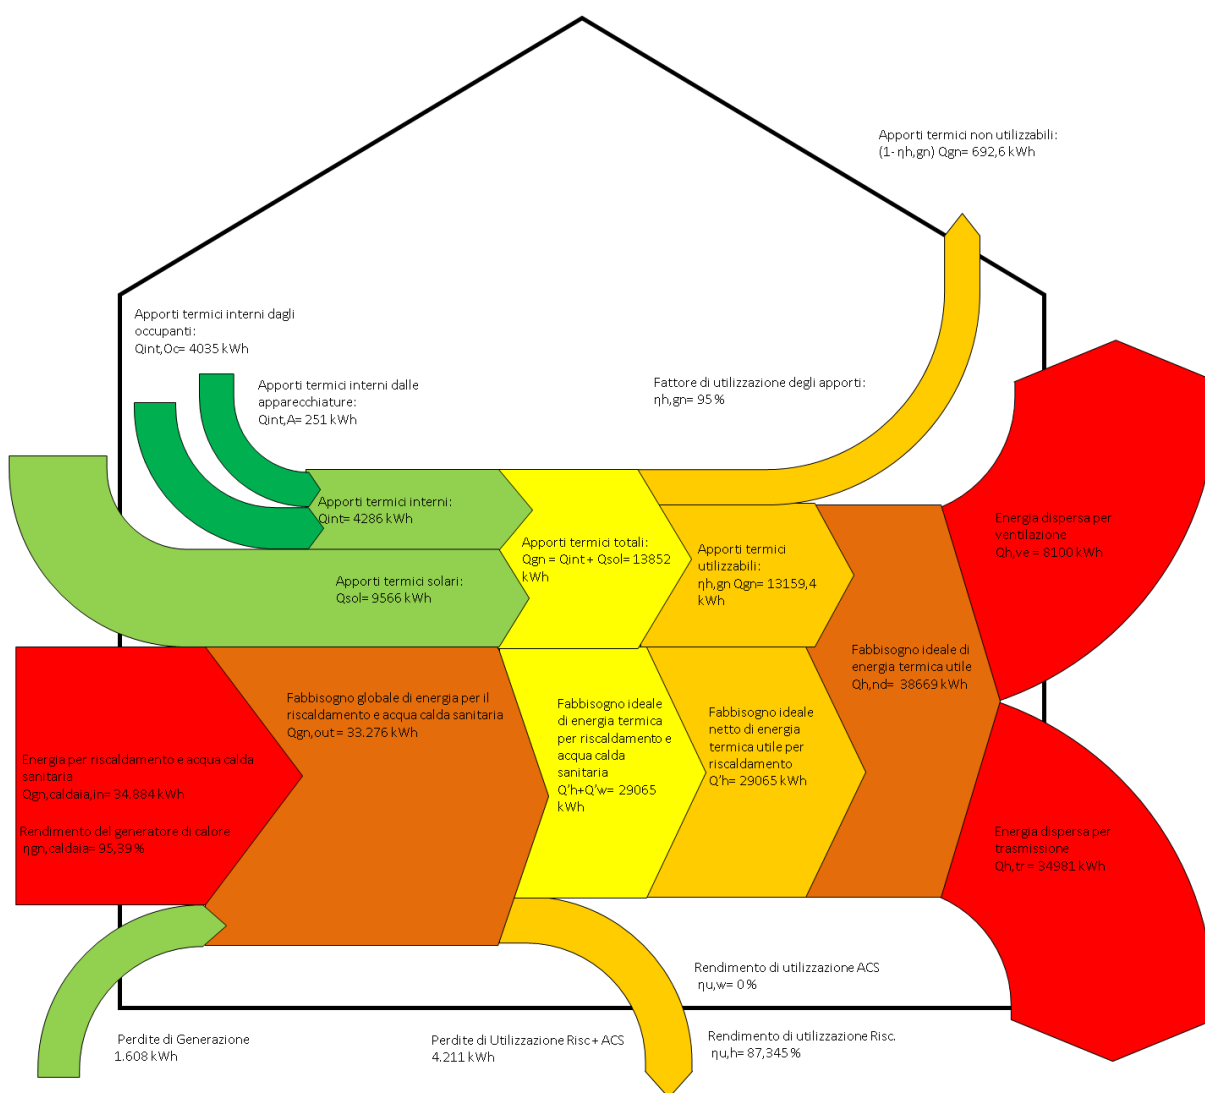 Apporti termici non utilizzabili:
(1- ηh,gn) Qgn= 692,6 kWh
Apporti termici interni dagli
occupanti:
Qint,Oc= 4035 kWh
Apporti termici interni dalle
apparecchiature:
Qint,A= 251 kWh
Fattore di utilizzazione degli apporti:
ηh,gn= 95 %
Apporti termici interni:
Qint= 4286 kWh
Apporti termici solari:
Qsol= 9566 kWh
Apporti termici totali:
Qgn = Qint + Qsol= 13852
kWh
Apporti termici
utilizzabili:
ηh,gn Qgn= 13159,4
kWh
Energia dispersa per
ventilazione
Qh,ve = 8100 kWh
Fabbisogno ideale di
energia termica utile
Qh,nd=  38669 kWh
Fabbisogno globale di energia per il
riscaldamento e acqua calda sanitaria
Qgn,out = 33.276 kWh
Fabbisogno ideale
di energia termica
per riscaldamento e
acqua calda
sanitaria
Q'h+Q'w= 29065
kWh
Fabbisogno ideale
netto di energia
termica utile per
riscaldamento
Q'h= 29065 kWh
Energia per riscaldamento e acqua calda
sanitaria
Qgn,caldaia,in= 34.884 kWh
Rendimento del generatore di calore
ηgn,caldaia= 95,39 %
Energia dispersa per
trasmissione
Qh,tr = 34981 kWh
Rendimento di utilizzazione ACS
ηu,w= 0 %
Perdite di Generazione
1.608 kWh
Perdite di Utilizzazione Risc + ACS
4.211 kWh
Rendimento di utilizzazione Risc.
ηu,h= 87,345 %